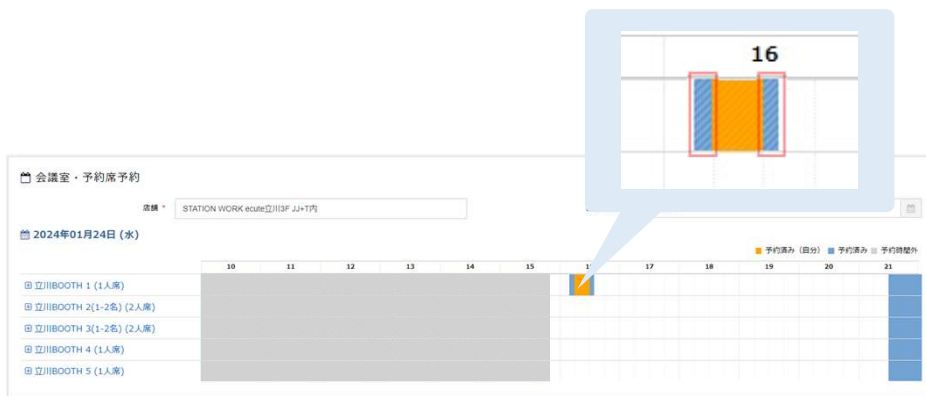 16
会議室・予約席予約
店舗 * STATION WORK ecute立川3F JJ+T内
2024年01月24日 (水)
予約済み（自分） 予約済み 予約時間外
10 11 12 13 14 15 17 18 19 20 21
立川BOOTH 1 (1人席)
立川BOOTH 2(1-2名) (2人席)
立川BOOTH 3(1-2名) (2人席)
立川BOOTH 4 (1人席)
立川BOOTH 5 (1人席)